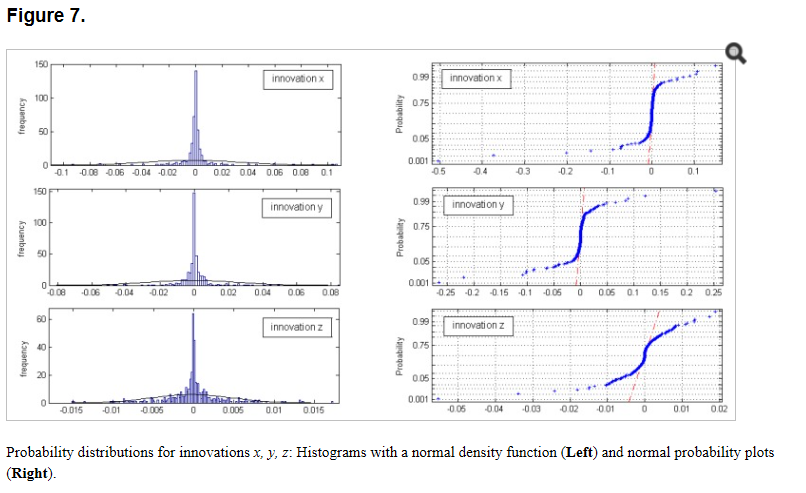 Figure 7.
150
100
50
0
frequency
innovation x
-0.1 -0.08 -0.06 -0.04 -0.02 0 0.02 0.04 0.06 0.08 0.1
0.99
0.75
0.05
0.001
Probability
innovation x
-0.5 -0.4 -0.3 -0.2 -0.1 0 0.1
150
100
50
0
frequency
innovation y
-0.08 -0.06 -0.04 -0.02 0 0.02 0.04 0.06 0.08
0.99
0.75
0.05
0.001
Probability
innovation y
-0.25 -0.2 -0.15 -0.1 -0.05 0 0.05 0.1 0.15 0.2 0.25
60
40
20
0
frequency
innovation z
-0.015 -0.01 -0.005 0 0.005 0.01 0.015
0.99
0.75
0.05
0.001
Probability
innovation z
-0.05 -0.04 -0.03 -0.02 -0.01 0 0.01 0.02
Probability distributions for innovations x, y, z: Histograms with a normal density function (Left) and normal probability plots
(Right).